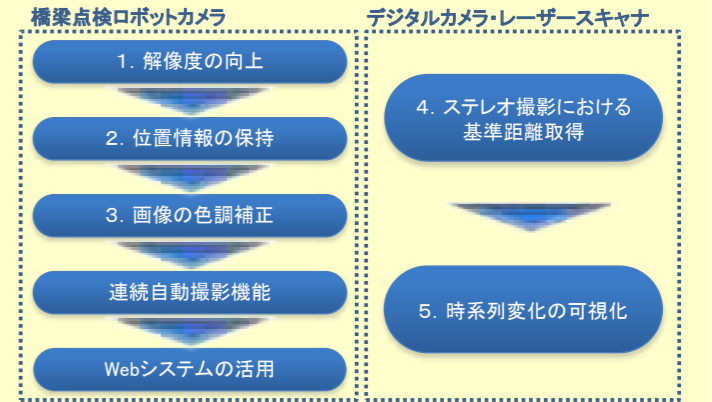 橋梁点検ロボットカメラ
1．解像度の向上
2．位置情報の保持
3．画像の色調補正
連続自動撮影機能
Webシステムの活用
デジタルカメラ・レーザースキャナ
4．ステレオ撮影における
基準距離取得
5．時系列変化の可視化